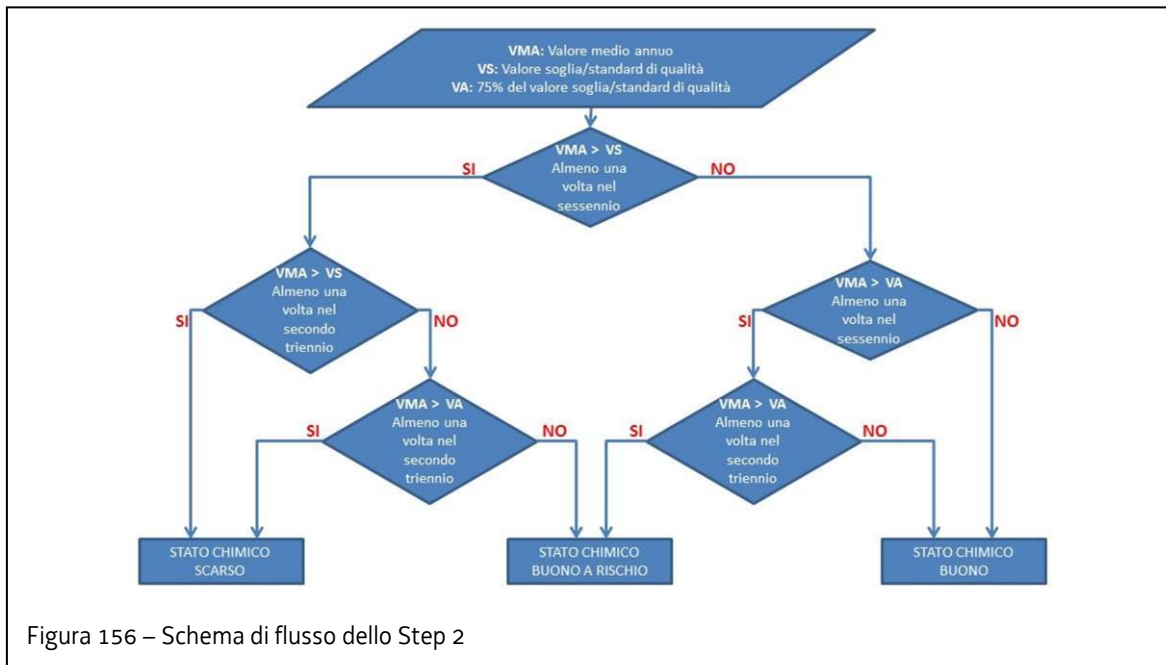 VMA: Valore medio annuo
VS: Valore soglia/standard di qualità
VA: 75% del valore soglia/standard di qualità
VMA > VS
Almeno una
volta nel
sessennio
SI
NO
VMA > VS
Almeno una
volta nel
secondo
triennio
SI
NO
VMA > VA
Almeno una
volta nel
sessennio
SI
NO
VMA > VA
Almeno una
volta nel
secondo
triennio
SI
NO
VMA > VA
Almeno una
volta nel
secondo
triennio
SI
NO
STATO CHIMICO
SCARSO
STATO CHIMICO
BUONO A RISCHIO
STATO CHIMICO
BUONO
Figura 156 – Schema di flusso dello Step 2